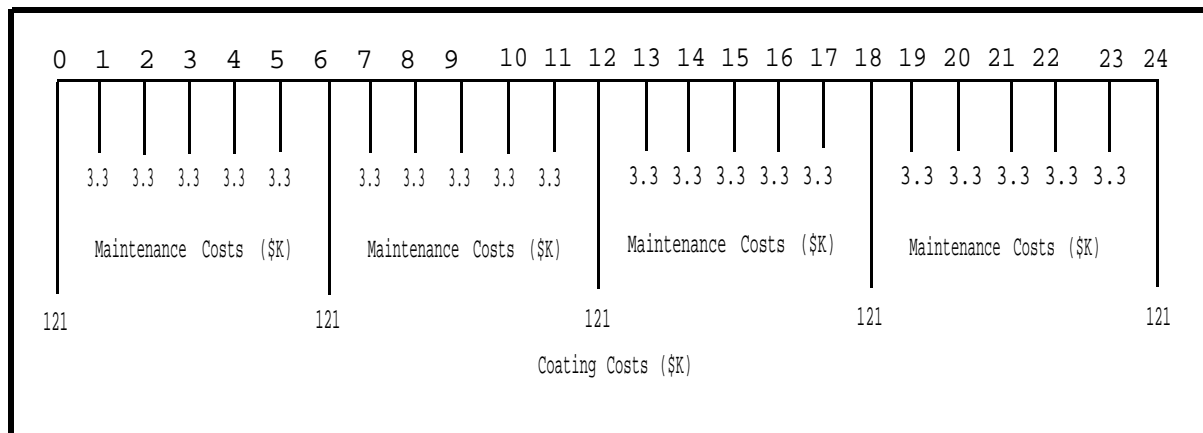 0 1 2 3 4 5 6 7 8 9 10 11 12 13 14 15 16 17 18 19 20 21 22 23 24
3.3 3.3 3.3 3.3 3.3 3.3 3.3 3.3 3.3 3.3 3.3 3.3 3.3 3.3 3.3 3.3 3.3 3.3 3.3 3.3
Maintenance Costs ($K) Maintenance Costs ($K) Maintenance Costs ($K) Maintenance Costs ($K)
121 121 121 121 121
Coating Costs ($K)